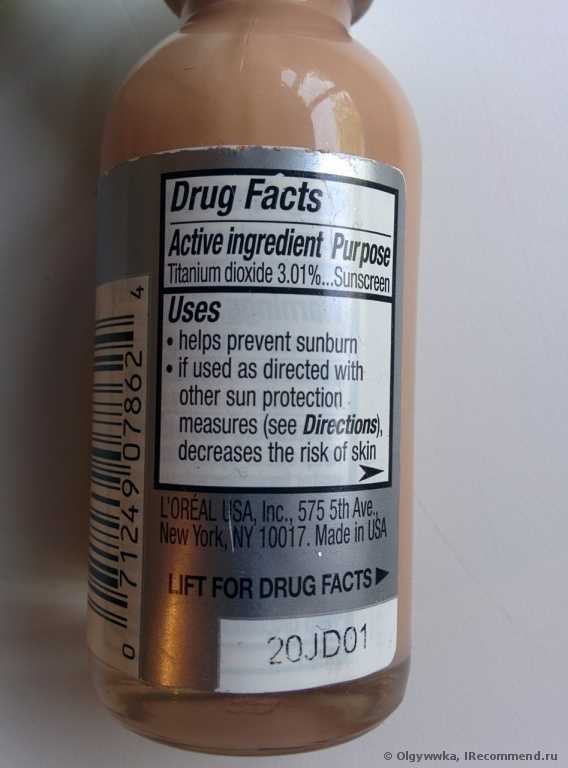 Drug Facts
Active ingredient Purpose
Titanium dioxide 3.01%...Sunscreen
Uses
• helps prevent sunburn
• if used as directed with
other sun protection
measures (see Directions),
decreases the risk of skin
L'ORÉAL USA, Inc., 575 5th Ave.,
New York, NY 10017. Made in USA
LIFT FOR DRUG FACTS
20JD01
0 71249 07862 4
© Olgywwka, IRecommend.ru